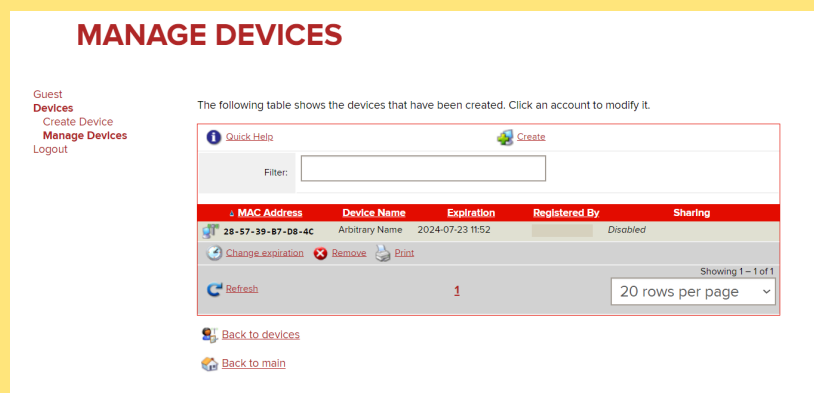 MANAGE DEVICES
Guest
Devices
Create Device
Manage Devices
Logout
The following table shows the devices that have been created. Click an account to modify it.
Quick Help
Create
Filter:
MAC Address Device Name Expiration Registered By Sharing
28-57-39-B7-D8-4C Arbitrary Name 2024-07-23 11:52 Disabled
Change expiration Remove Print
Showing 1 – 1 of 1
Refresh 1 20 rows per page
Back to devices
Back to main